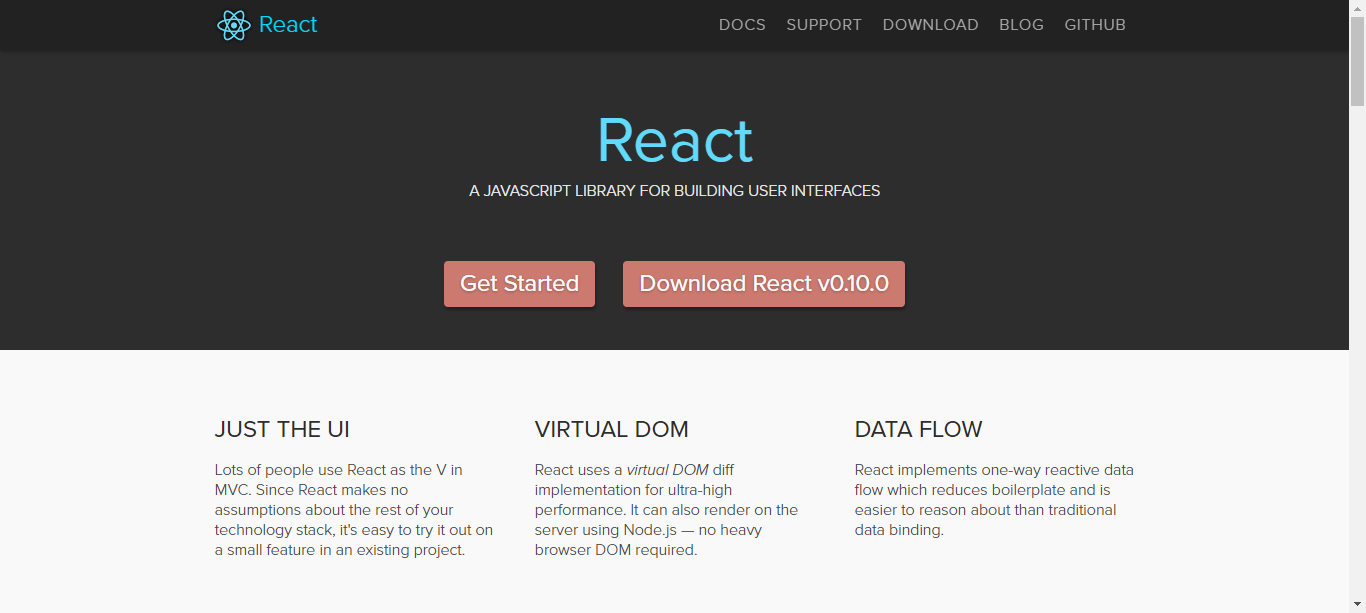 React
DOCS SUPPORT DOWNLOAD BLOG GITHUB
React
A JAVASCRIPT LIBRARY FOR BUILDING USER INTERFACES
Get Started
Download React v0.10.0
JUST THE UI
Lots of people use React as the V in
MVC. Since React makes no
assumptions about the rest of your
technology stack, it's easy to try it out on
a small feature in an existing project.
VIRTUAL DOM
React uses a virtual DOM diff
implementation for ultra-high
performance. It can also render on the
server using Node.js — no heavy
browser DOM required.
DATA FLOW
React implements one-way reactive data
flow which reduces boilerplate and is
easier to reason about than traditional
data binding.